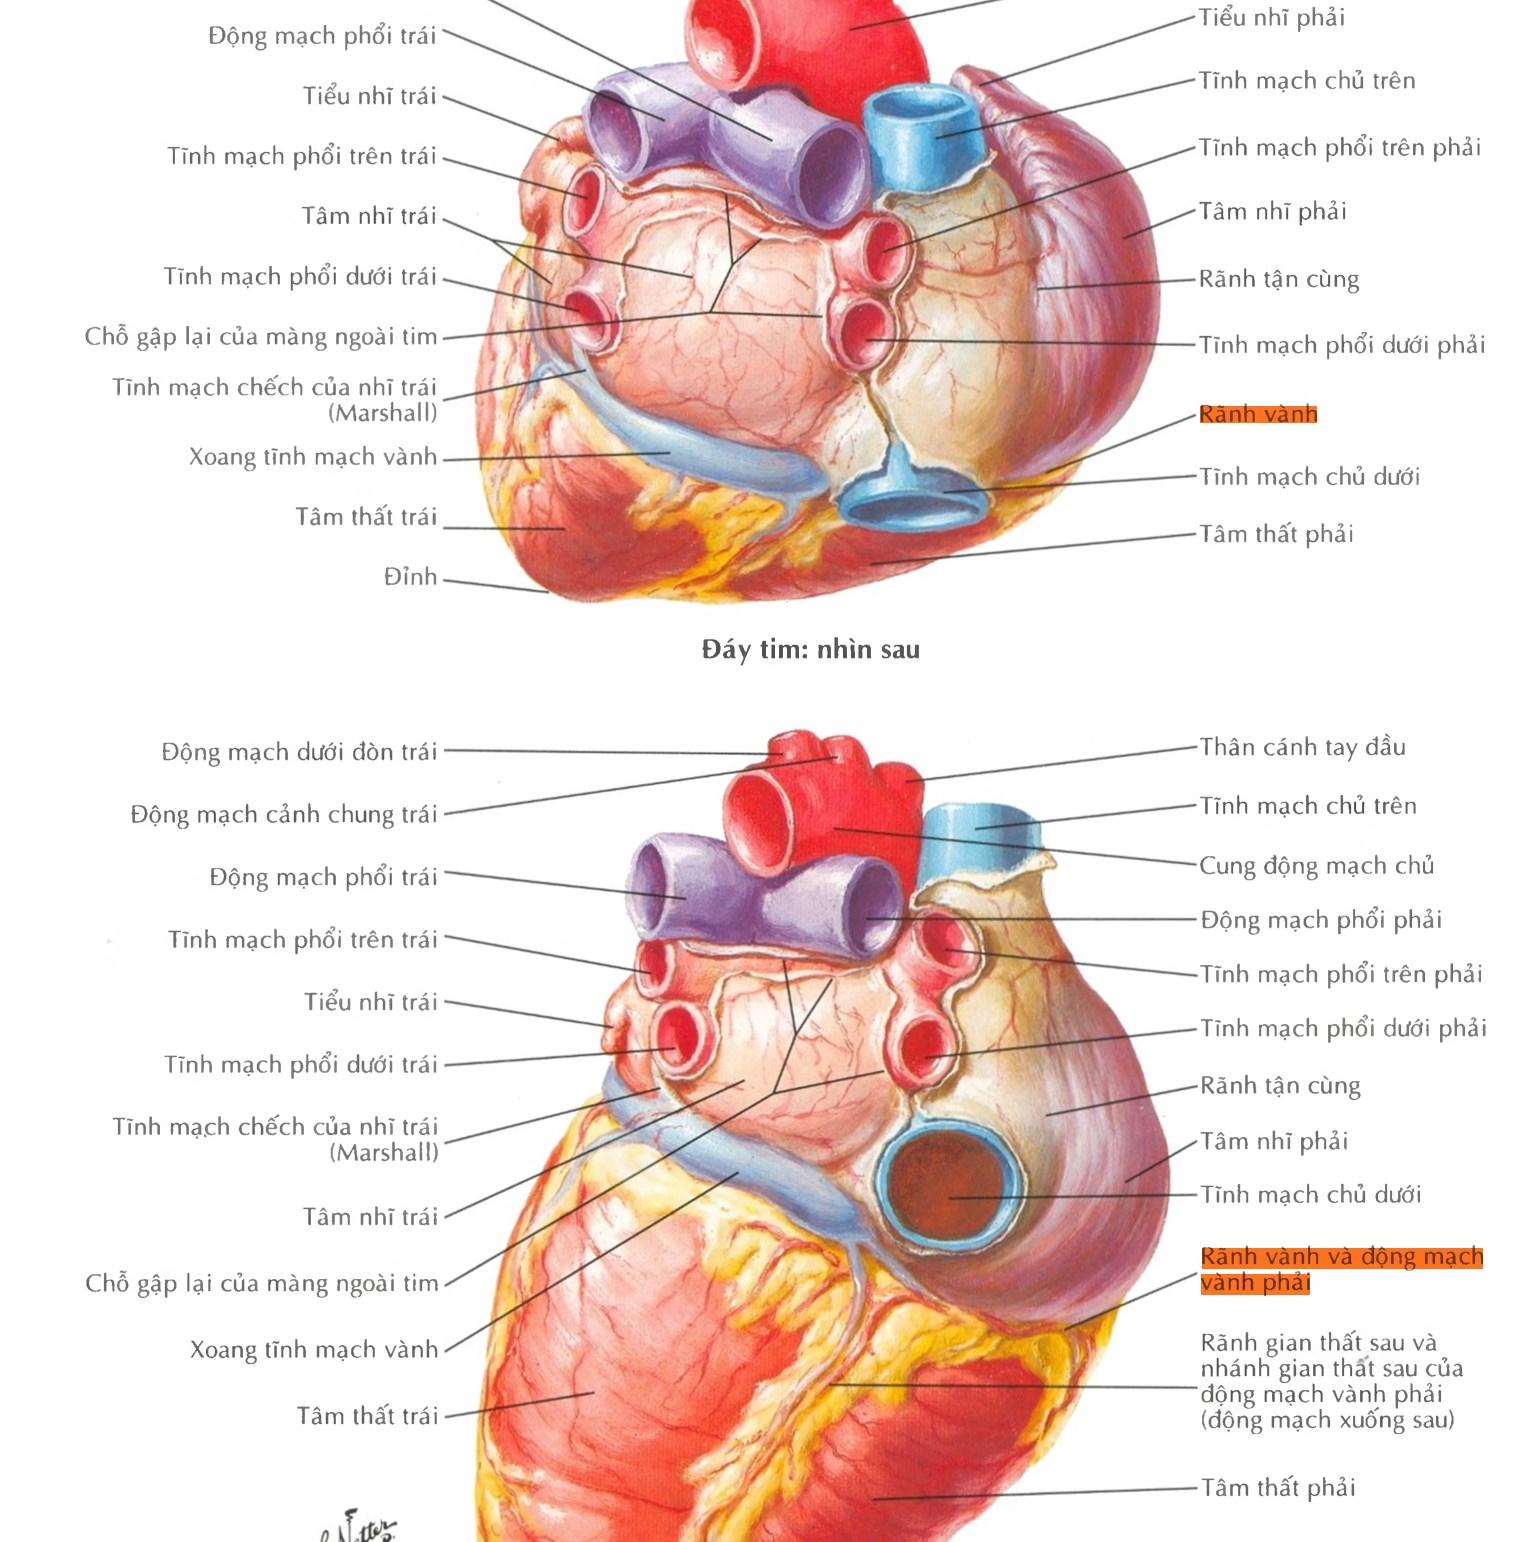 Động mạch phổi trái
Tiểu nhĩ trái
Tĩnh mạch phổi trên trái
Tâm nhĩ trái
Tĩnh mạch phổi dưới trái
Chỗ gập lại của màng ngoài tim
Tĩnh mạch chếch của nhĩ trái
(Marshall)
Xoang tĩnh mạch vành
Tâm thất trái
Đỉnh
Tiểu nhĩ phải
Tĩnh mạch chủ trên
Tĩnh mạch phổi trên phải
Tâm nhĩ phải
Rãnh tận cùng
Tĩnh mạch phổi dưới phải
Rãnh vành
Tĩnh mạch chủ dưới
Tâm thất phải
Đáy tim: nhìn sau
Động mạch dưới đòn trái
Động mạch cảnh chung trái
Động mạch phổi trái
Tĩnh mạch phổi trên trái
Tiểu nhĩ trái
Tĩnh mạch phổi dưới trái
Tĩnh mạch chếch của nhĩ trái
(Marshall)
Tâm nhĩ trái
Chỗ gập lại của màng ngoài tim
Xoang tĩnh mạch vành
Tâm thất trái
Thân cánh tay đầu
Tĩnh mạch chủ trên
Cung động mạch chủ
Động mạch phổi phải
Tĩnh mạch phổi trên phải
Tĩnh mạch phổi dưới phải
Rãnh tận cùng
Tâm nhĩ phải
Tĩnh mạch chủ dưới
Rãnh vành và động mạch
vành phải
Rãnh gian thất sau và
nhánh gian thất sau của
động mạch vành phải
(động mạch xuống sau)
Tâm thất phải
Netter